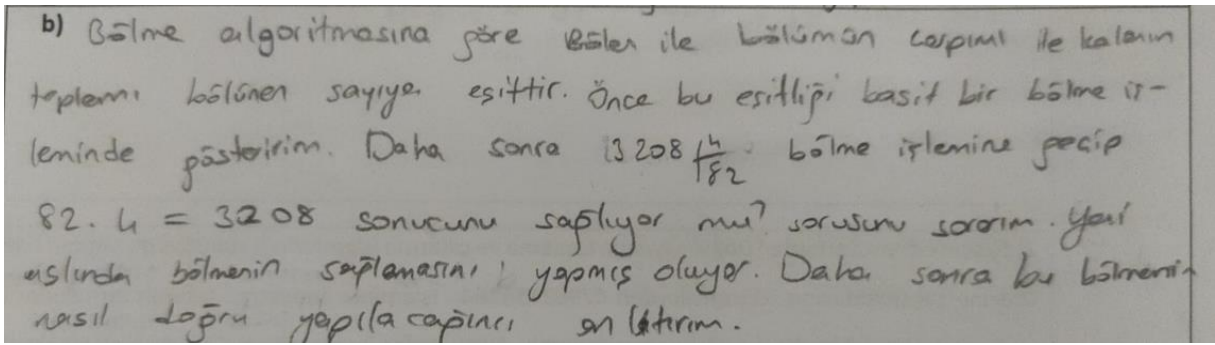 b) Bölme algoritmasına göre Bölen ile bölümün çarpımı ile kalanın
toplamı bölünen sayıya eşittir. Önce bu eşitliği basit bir bölme iş-
leminde gösteririm. Daha sonra 3208 | 4 / 82 bölme işlemine geçip
82. 4 = 3208 sonucunu sağlıyor mu? sorusunu sorarım. Yani
aslında bölmenin sağlamasını yapmış oluyor. Daha sonra bu bölmenin
nasıl doğru yapılacağını anlatırım.